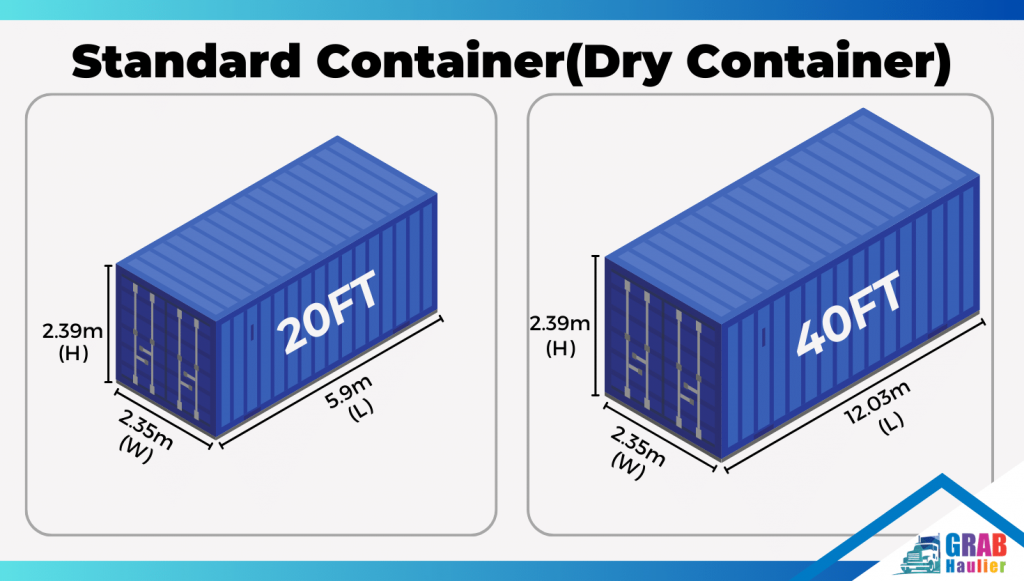 Standard Container(Dry Container)
20FT
2.39m
(H)
2.35m
(W)
5.9m
(L)
40FT
2.39m
(H)
2.35m
(W)
12.03m
(L)
GRAB
Haulier